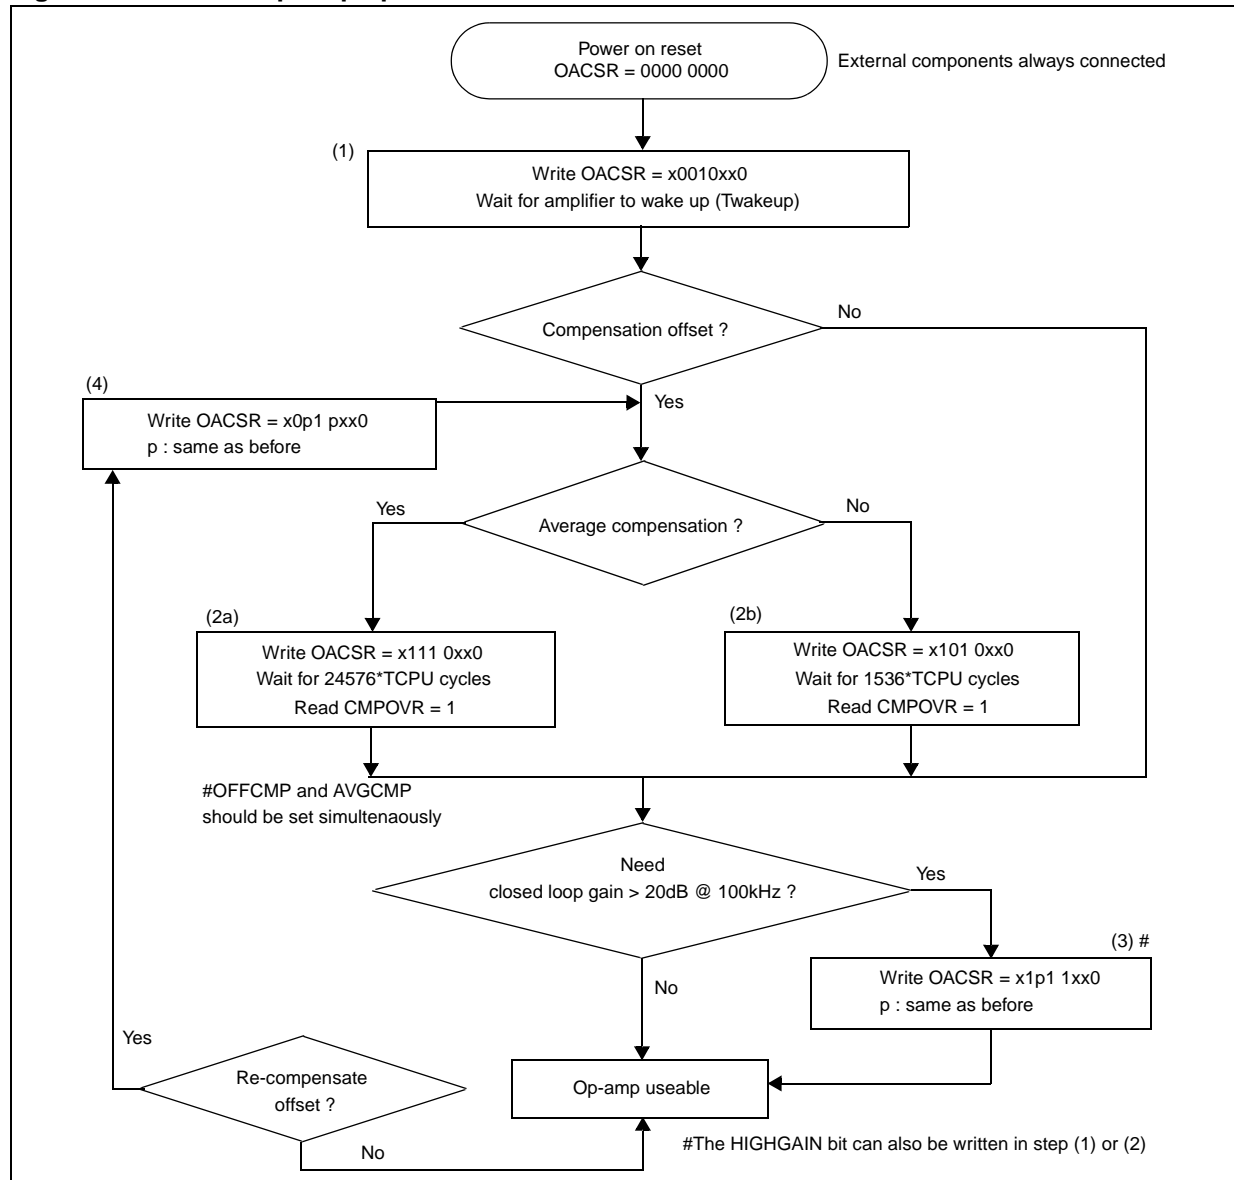 Power on reset
OACSR = 0000 0000
External components always connected
(1)
Write OACSR = x0010xx0
Wait for amplifier to wake up (Twakeup)
Compensation offset ?
No
(4)
Yes
Write OACSR = x0p1 pxx0
p : same as before
Average compensation ?
Yes
No
(2a)
(2b)
Write OACSR = x111 0xx0
Wait for 24576*TCPU cycles
Read CMPOVR = 1
Write OACSR = x101 0xx0
Wait for 1536*TCPU cycles
Read CMPOVR = 1
#OFFCMP and AVGCMP
should be set simultenaously
Need
closed loop gain > 20dB @ 100kHz ?
Yes
(3) #
Write OACSR = x1p1 1xx0
p : same as before
No
Yes
Re-compensate
offset ?
Op-amp useable
No
#The HIGHGAIN bit can also be written in step (1) or (2)